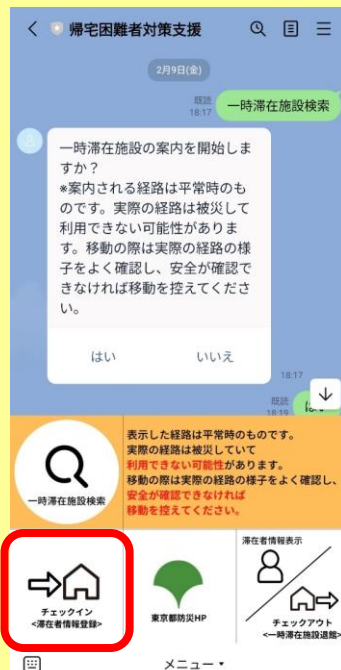 帰宅困難者対策支援
2月9日(金)
既読
18:17
一時滞在施設検索
一時滞在施設の案内を開始しま
すか?
*案内される経路は平常時のも
のです。実際の経路は被災して
利用できない可能性がありま
す。移動の際は実際の経路の様
子をよく確認し、安全が確認で
きなければ移動を控えてくださ
い。
はい
いいえ
18:17
既読
18:19
一時滞在施設検索
表示した経路は平常時のものです。
実際の経路は被災していて
利用できない可能性があります。
移動の際は実際の経路の様子をよく確認し、
安全が確認できなければ
移動を控えてください。
チェックイン
<滞在者情報登録>
東京都防災HP
滞在者情報表示
チェックアウト
<一時滞在施設退館>
メニュー▼